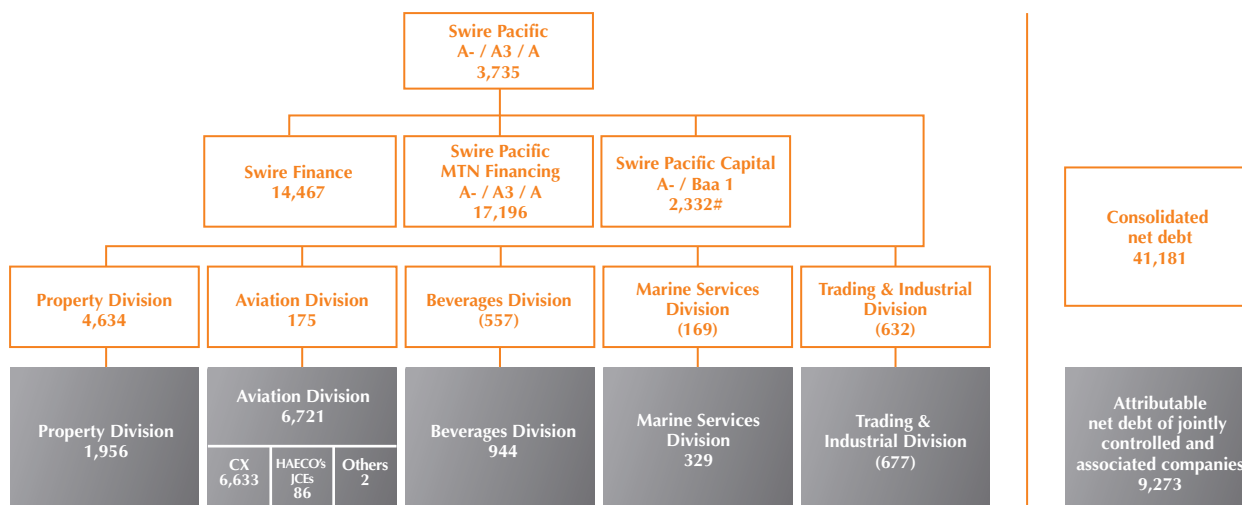 Swire Pacific
A- / A3 / A
3,735
Swire Finance
14,467
Swire Pacific
MTN Financing
A- / A3 / A
17,196
Swire Pacific Capital
A- / Baa 1
2,332#
Consolidated
net debt
41,181
Property Division
4,634
Aviation Division
175
Beverages Division
(557)
Marine Services
Division
(169)
Trading & Industrial
Division
(632)
Property Division
1,956
Aviation Division
6,721
CX
6,633
HAECO's
JCEs
86
Others
2
Beverages Division
944
Marine Services
Division
329
Trading &
Industrial Division
(677)
Attributable
net debt of jointly
controlled and
associated companies
9,273